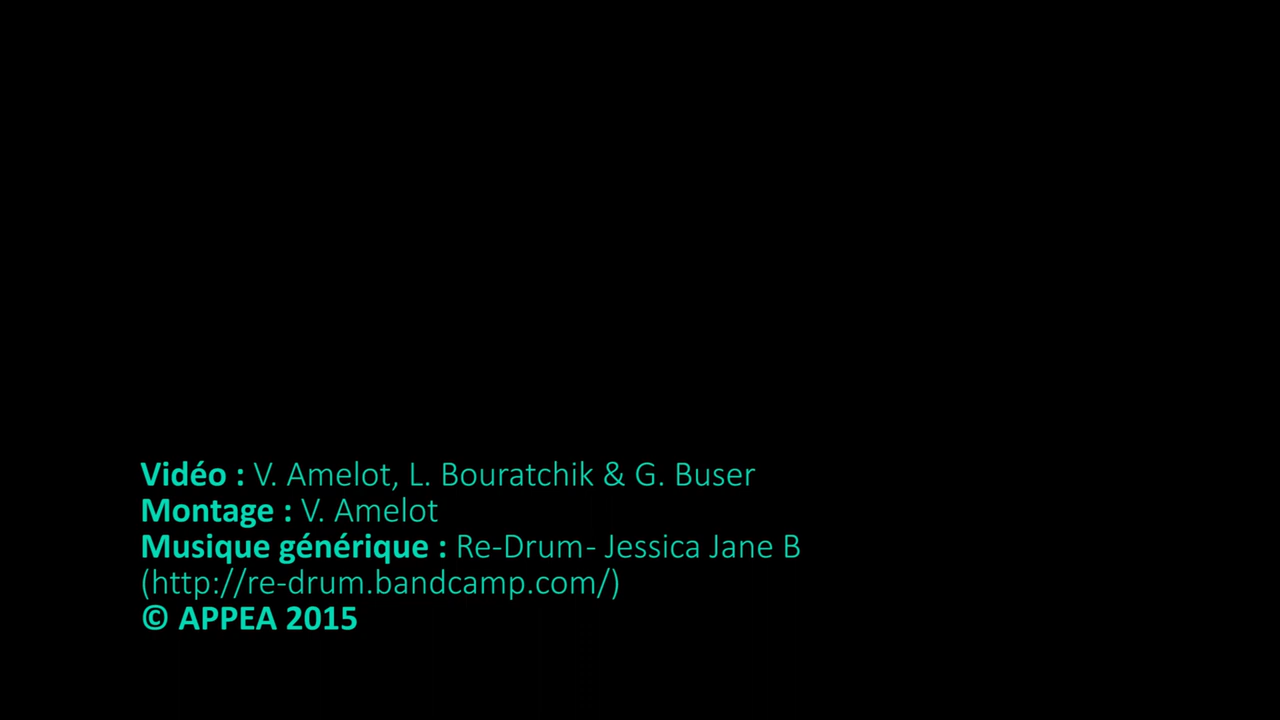 Vidéo : V. Amelot, L. Bouratchik & G. Buser
Montage : V. Amelot
Musique générique : Re-Drum- Jessica Jane B
(http://re-drum.bandcamp.com/)
© APPEA 2015